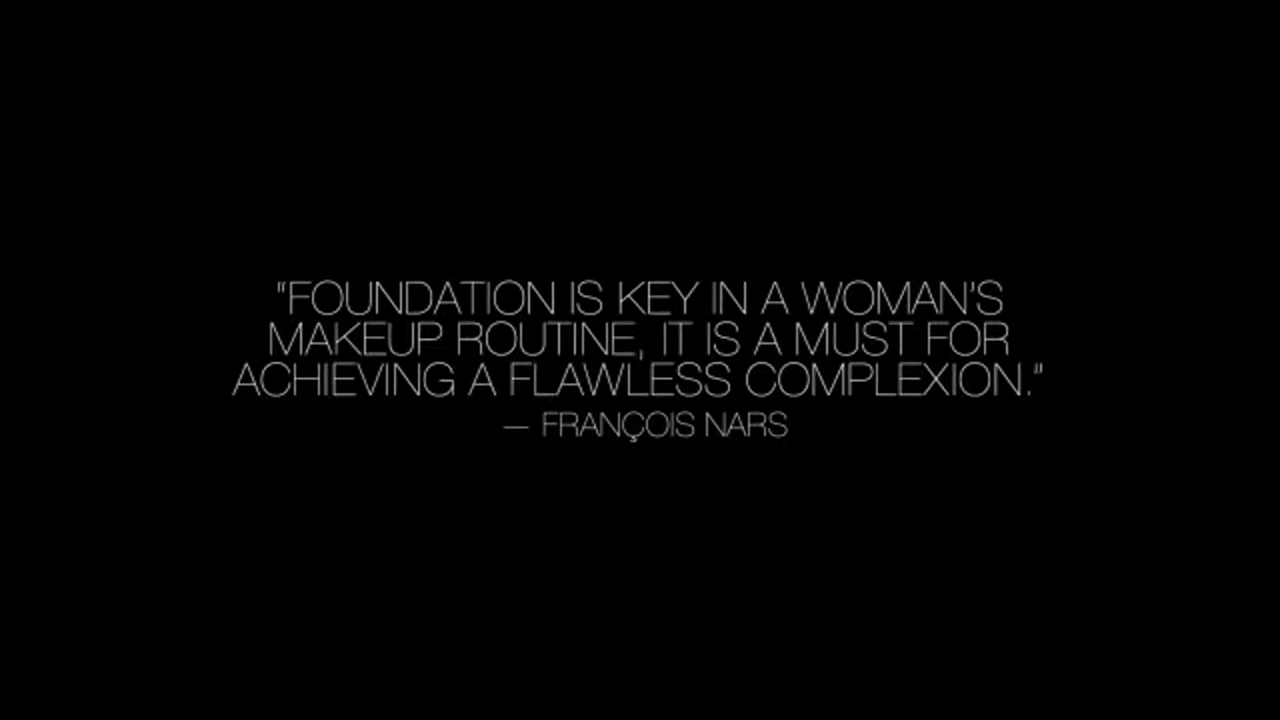 "FOUNDATION IS KEY IN A WOMAN'S
MAKEUP ROUTINE, IT IS A MUST FOR
ACHIEVING A FLAWLESS COMPLEXION."
— FRANÇOIS NARS